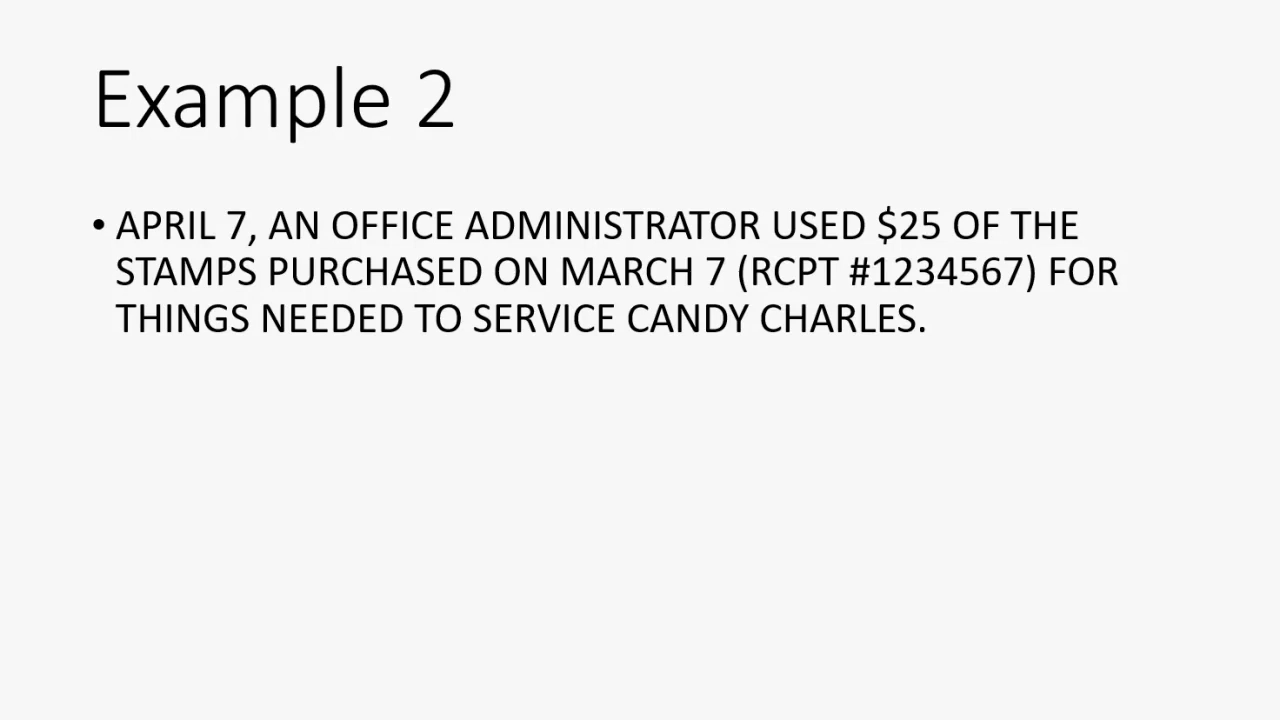 Example 2
• APRIL 7, AN OFFICE ADMINISTRATOR USED $25 OF THE
STAMPS PURCHASED ON MARCH 7 (RCPT #1234567) FOR
THINGS NEEDED TO SERVICE CANDY CHARLES.